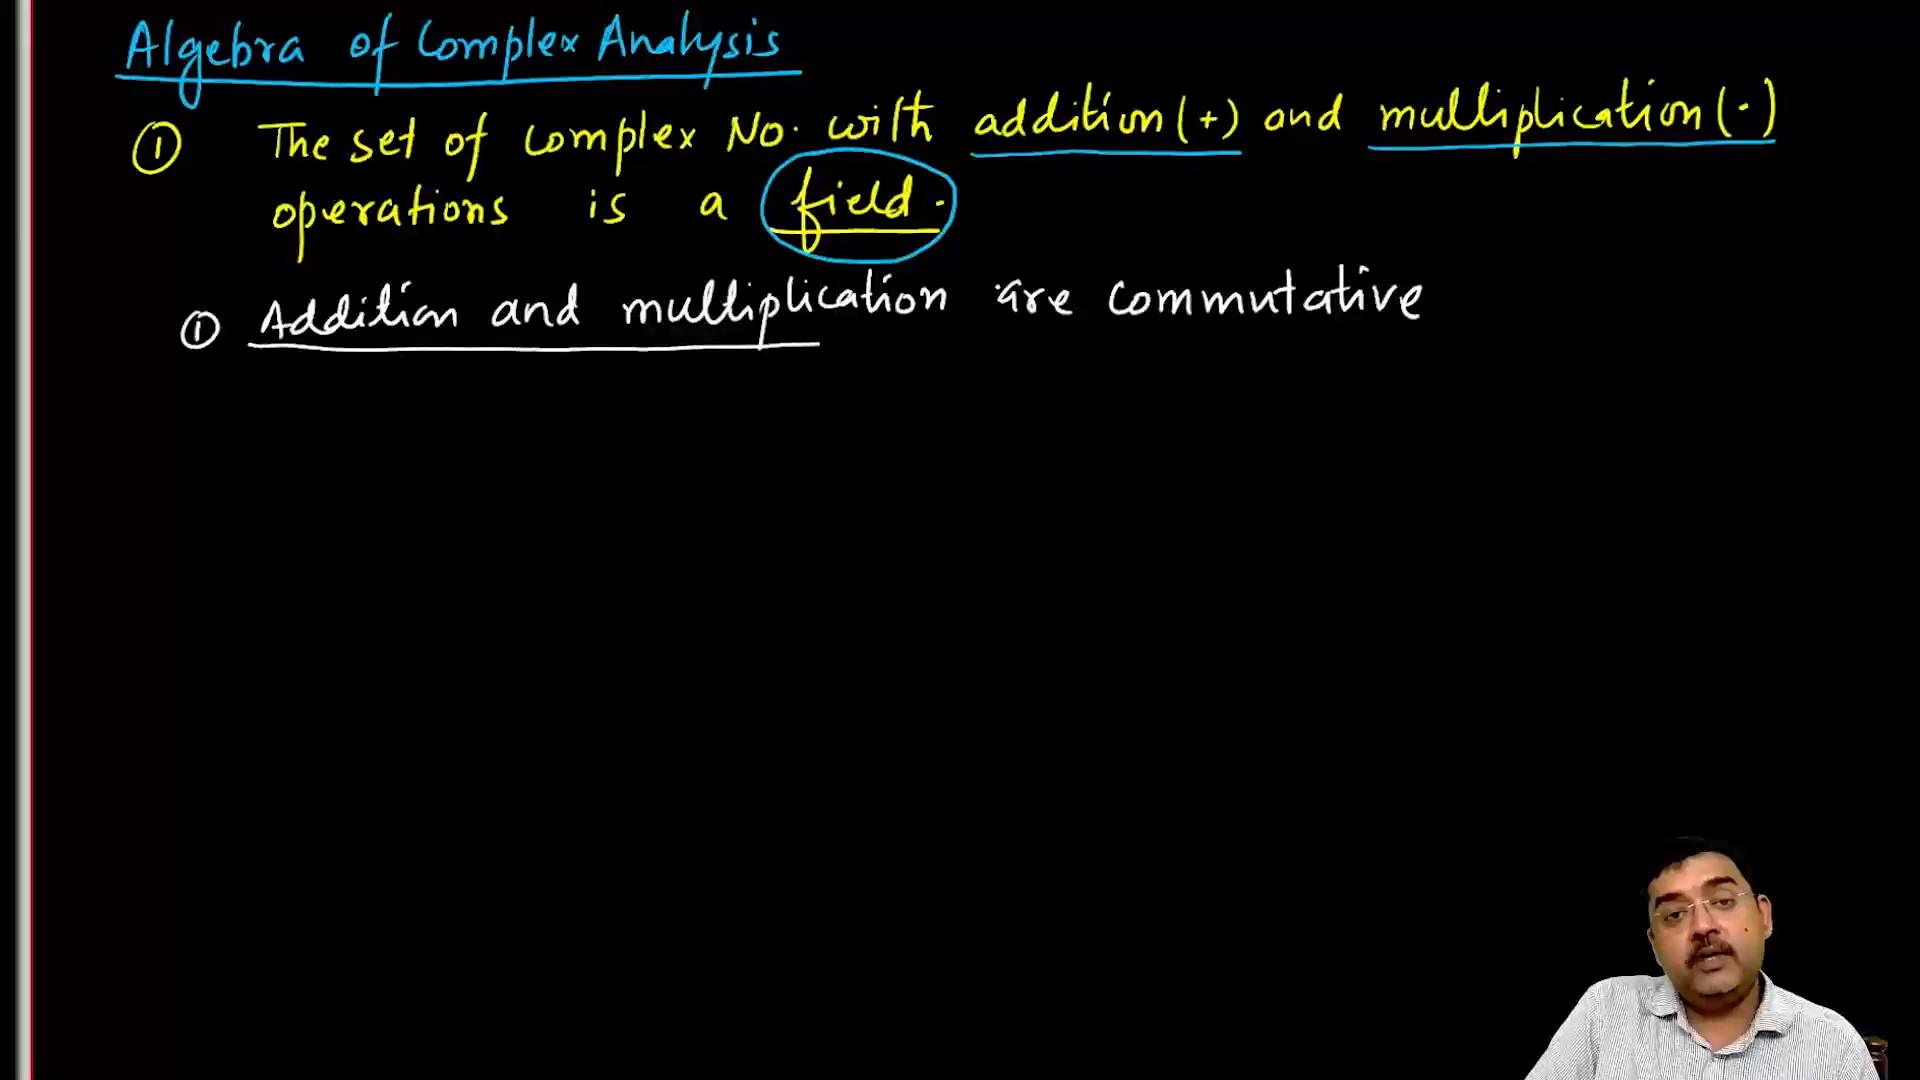 Algebra of Complex Analysis
① The set of complex No. with addition (+) and multiplication (·)
operations is a field.
① Addition and multiplication are commutative